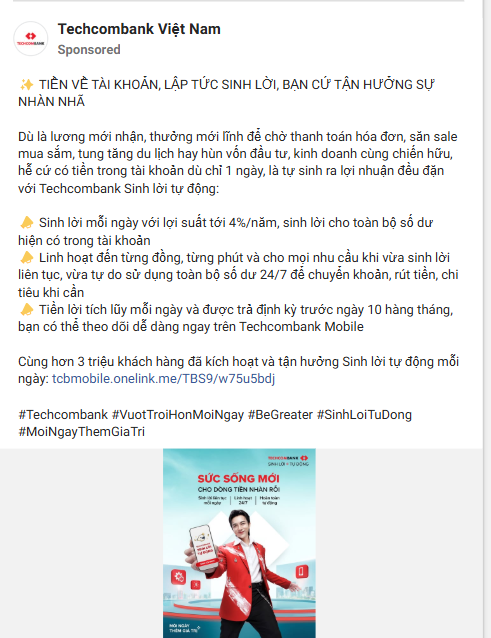 TECHCOMBANK
Techcombank Việt Nam
Sponsored
✨ TIỀN VỀ TÀI KHOẢN, LẬP TỨC SINH LỜI, BẠN CỨ TẬN HƯỞNG SỰ
NHÀN NHÃ
Dù là lương mới nhận, thưởng mới lĩnh để chờ thanh toán hóa đơn, săn sale
mua sắm, tung tăng du lịch hay hùn vốn đầu tư, kinh doanh cùng chiến hữu,
hễ cứ có tiền trong tài khoản dù chỉ 1 ngày, là tự sinh ra lợi nhuận đều đặn
với Techcombank Sinh lời tự động:
Sinh lời mỗi ngày với lợi suất tới 4%/năm, sinh lời cho toàn bộ số dư
hiện có trong tài khoản
Linh hoạt đến từng đồng, từng phút và cho mọi nhu cầu khi vừa sinh lời
liên tục, vừa tự do sử dụng toàn bộ số dư 24/7 để chuyển khoản, rút tiền, chi
tiêu khi cần
Tiền lời tích lũy mỗi ngày và được trả định kỳ trước ngày 10 hàng tháng,
bạn có thể theo dõi dễ dàng ngay trên Techcombank Mobile
Cùng hơn 3 triệu khách hàng đã kích hoạt và tận hưởng Sinh lời tự động mỗi
ngày: tcbmobile.onelink.me/TBS9/w75u5bdj
#Techcombank #VuotTroiHonMoiNgay #BeGreater #SinhLoiTuDong
#MoiNgayThemGiaTri
TECHCOMBANK
SINH LỜI TỰ ĐỘNG
SỨC SỐNG MỚI
CHO DÒNG TIỀN NHÀN RỖI
Sinh lời liên tục
mỗi ngày
Linh hoạt
24/7
Hoàn toàn
tự động
SINH LỜI
TỰ ĐỘNG
MỖI NGÀY
THÊM GIÁ TRỊ